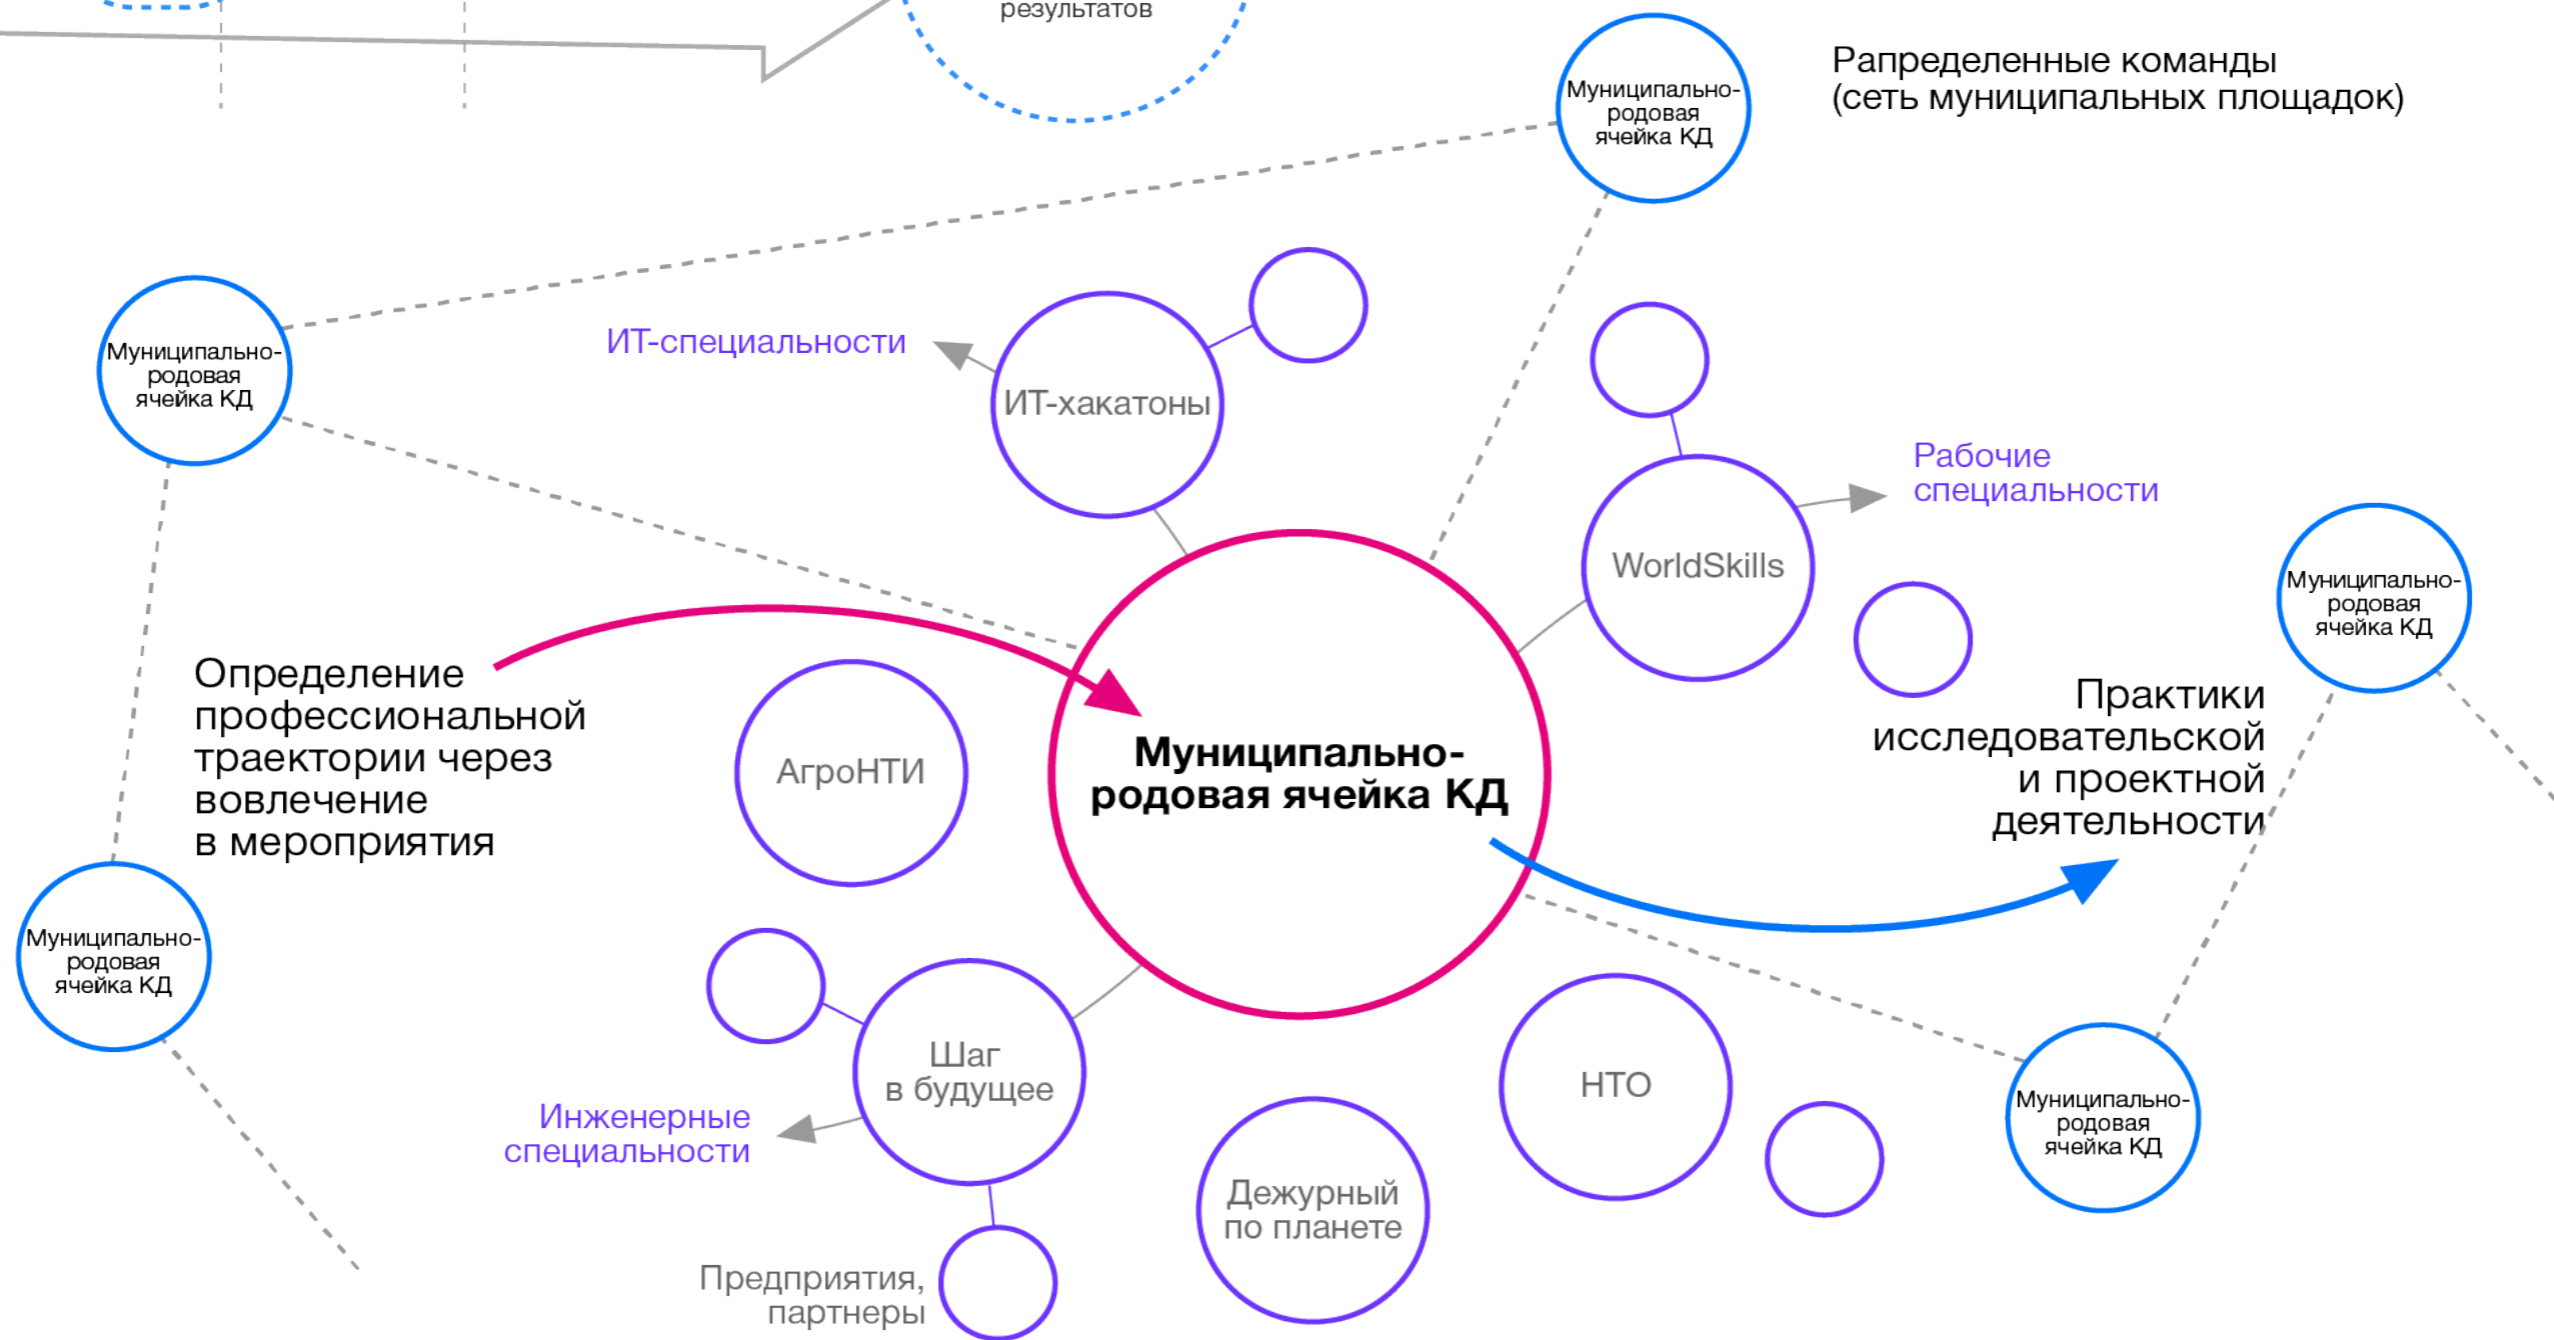 результатов
Рапределенные команды
(сеть муниципальных площадок)
Муниципально-
родовая
ячейка КД
Муниципально-
родовая
ячейка КД
ИТ-специальности
ИТ-хакатоны
Рабочие
специальности
WorldSkills
Муниципально-
родовая
ячейка КД
Определение
профессиональной
траектории через
вовлечение
в мероприятия
АгроНТИ
Муниципально-
родовая ячейка КД
Практики
исследовательской
и проектной
деятельности
Муниципально-
родовая
ячейка КД
Шаг
в будущее
НТО
Муниципально-
родовая
ячейка КД
Инженерные
специальности
Дежурный
по планете
Предприятия,
партнеры